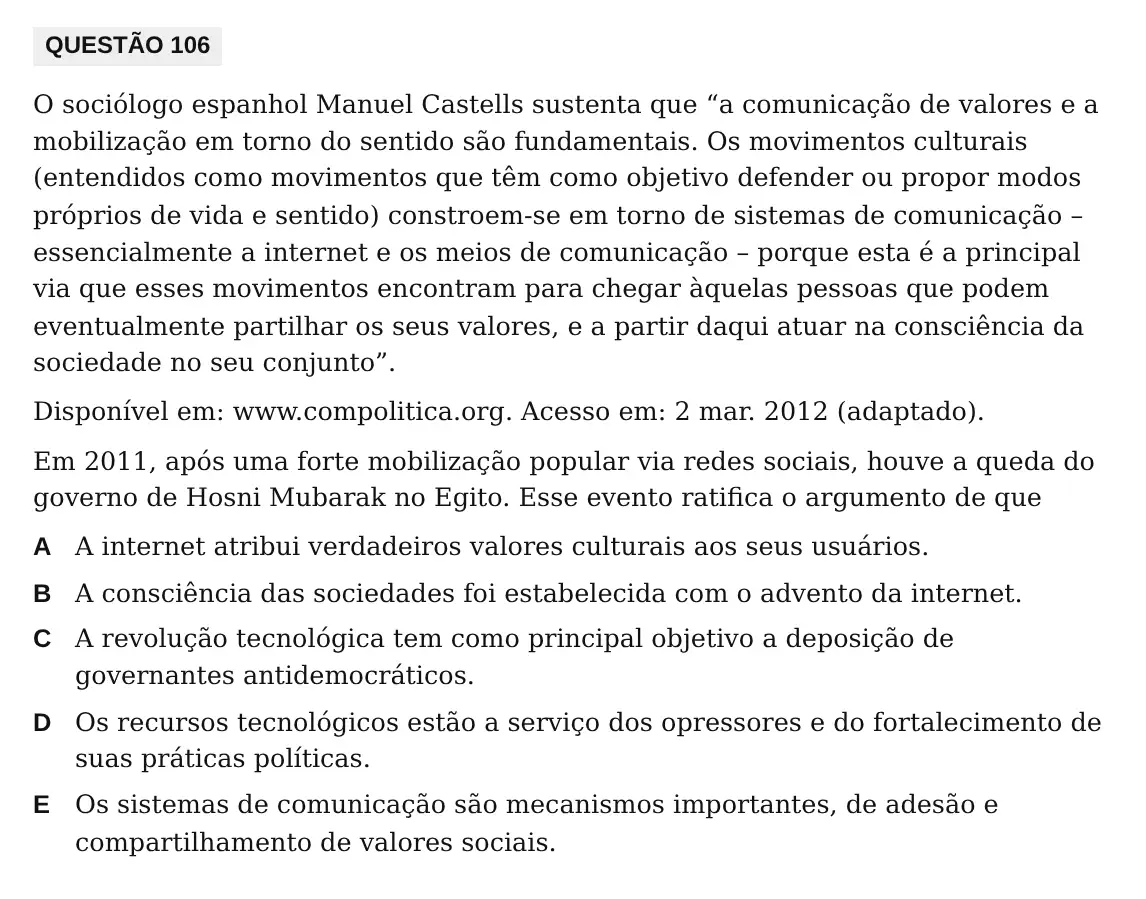 QUESTÃO 106
O sociólogo espanhol Manuel Castells sustenta que “a comunicação de valores e a
mobilização em torno do sentido são fundamentais. Os movimentos culturais
(entendidos como movimentos que têm como objetivo defender ou propor modos
próprios de vida e sentido) constroem-se em torno de sistemas de comunicação –
essencialmente a internet e os meios de comunicação – porque esta é a principal
via que esses movimentos encontram para chegar àquelas pessoas que podem
eventualmente partilhar os seus valores, e a partir daqui atuar na consciência da
sociedade no seu conjunto”.
Disponível em: www.compolitica.org. Acesso em: 2 mar. 2012 (adaptado).
Em 2011, após uma forte mobilização popular via redes sociais, houve a queda do
governo de Hosni Mubarak no Egito. Esse evento ratifica o argumento de que
A A internet atribui verdadeiros valores culturais aos seus usuários.
B A consciência das sociedades foi estabelecida com o advento da internet.
C A revolução tecnológica tem como principal objetivo a deposição de
governantes antidemocráticos.
D Os recursos tecnológicos estão a serviço dos opressores e do fortalecimento de
suas práticas políticas.
E Os sistemas de comunicação são mecanismos importantes, de adesão e
compartilhamento de valores sociais.